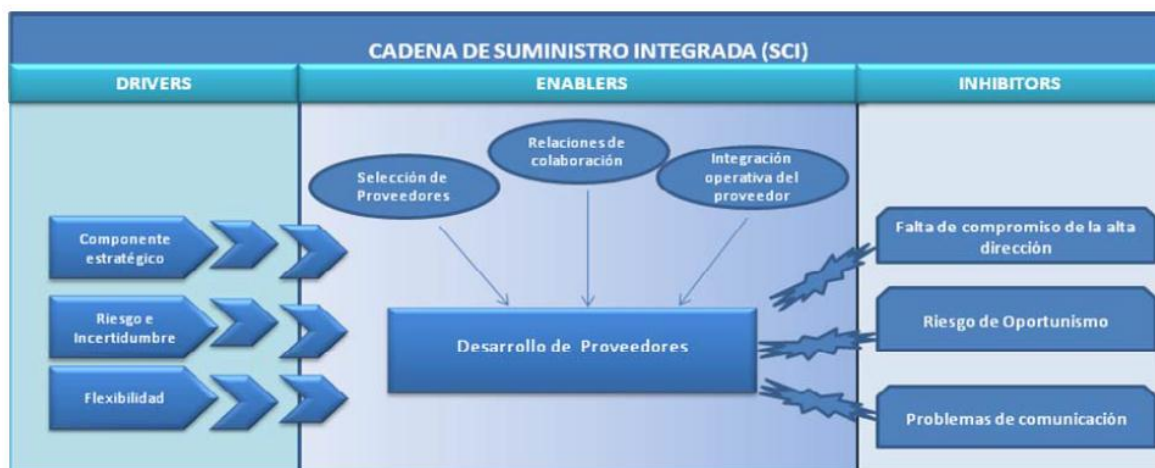 CADENA DE SUMINISTRO INTEGRADA (SCI)
DRIVERS
ENABLERS
INHIBITORS
Componente
estratégico
Riesgo e
Incertidumbre
Flexibilidad
Selección de
Proveedores
Relaciones de
colaboración
Integración
operativa del
proveedor
Desarrollo de Proveedores
Falta de compromiso de la alta
dirección
Riesgo de Oportunismo
Problemas de comunicación